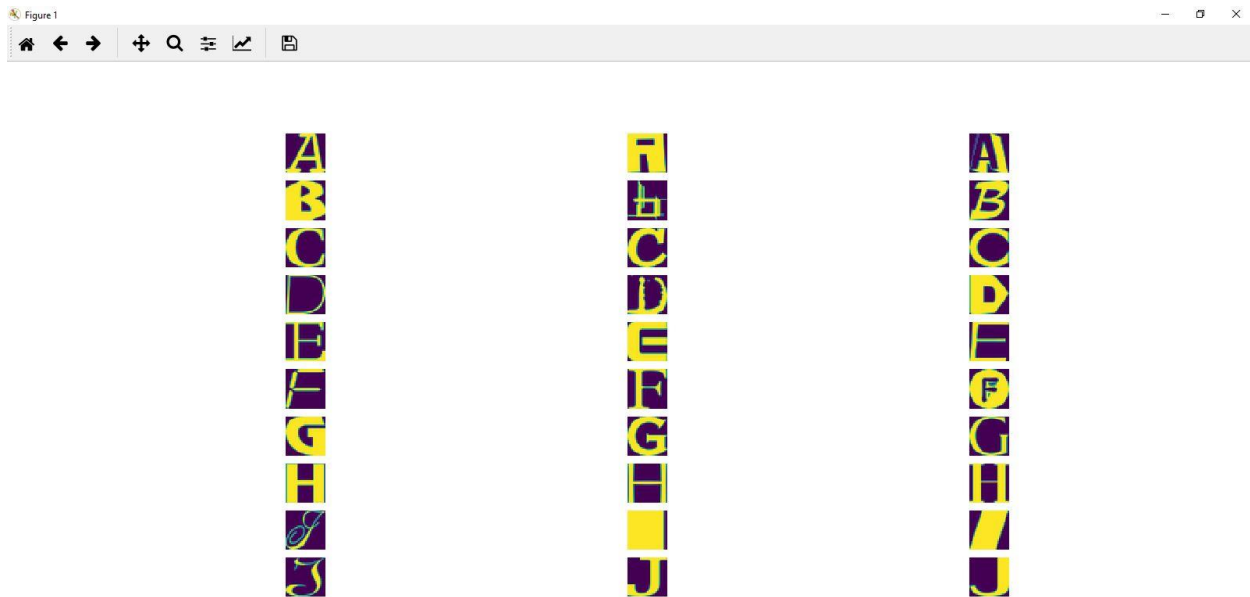 Figure 1
A A A
B b B
C C C
D D D
E E E
F F F
G G G
H H H
I I I
J J J